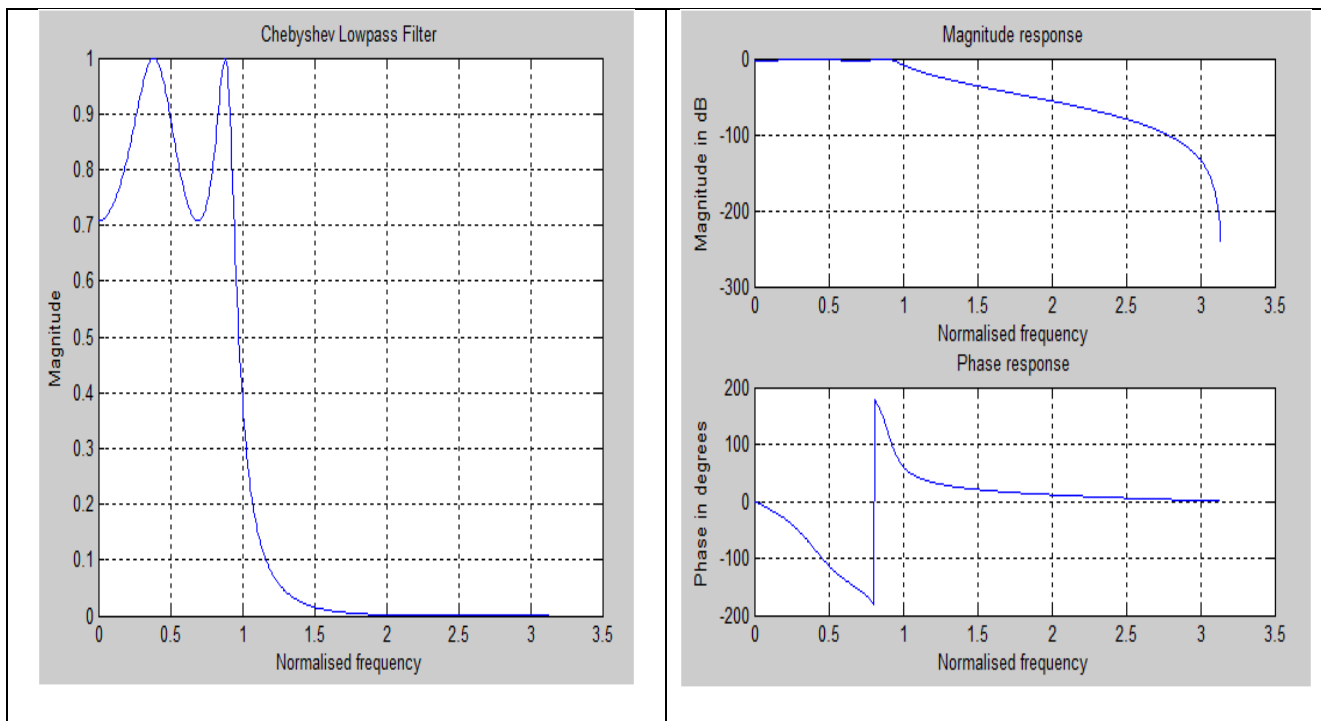 Chebyshev Lowpass Filter
Magnitude
1
0.9
0.8
0.7
0.6
0.5
0.4
0.3
0.2
0.1
0
0 0.5 1 1.5 2 2.5 3 3.5
Normalised frequency
Magnitude response
Magnitude in dB
0
-100
-200
-300
0 0.5 1 1.5 2 2.5 3 3.5
Normalised frequency
Phase response
Phase in degrees
200
100
0
-100
-200
0 0.5 1 1.5 2 2.5 3 3.5
Normalised frequency